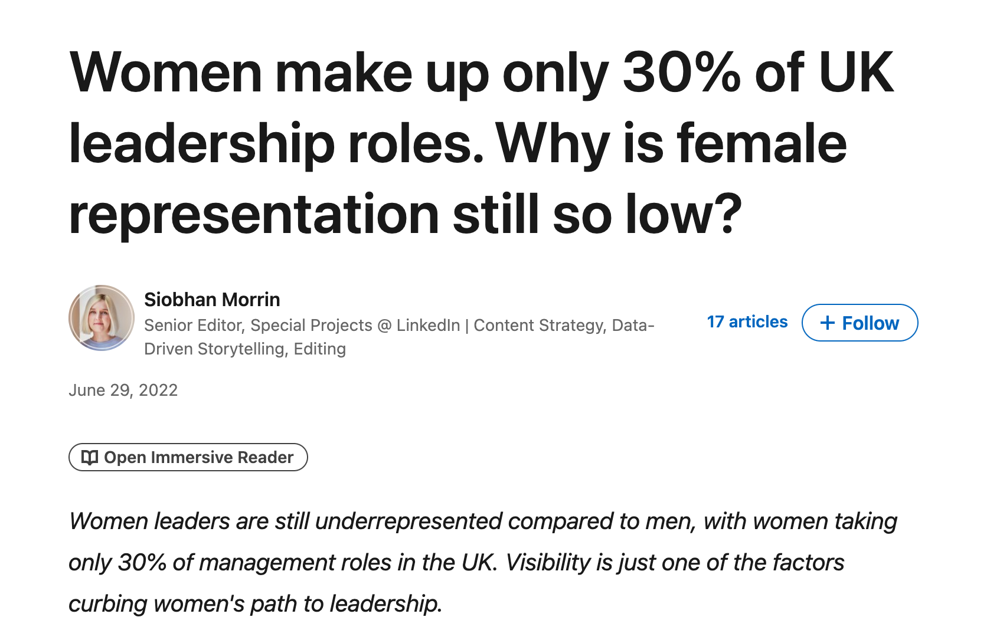 Women make up only 30% of UK
leadership roles. Why is female
representation still so low?
Siobhan Morrin
Senior Editor, Special Projects @ LinkedIn | Content Strategy, Data-
Driven Storytelling, Editing
17 articles
+ Follow
June 29, 2022
Open Immersive Reader
Women leaders are still underrepresented compared to men, with women taking
only 30% of management roles in the UK. Visibility is just one of the factors
curbing women's path to leadership.